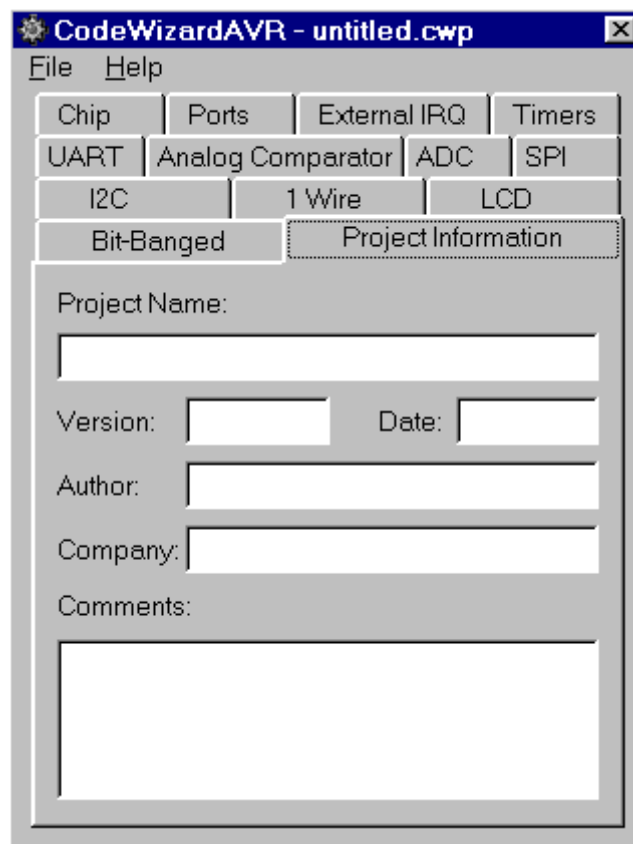 CodeWizardAVR - untitled.cwp
File Help
Chip Ports External IRQ Timers
UART Analog Comparator ADC SPI
I2C 1 Wire LCD
Bit-Banged Project Information
Project Name:
Version: Date:
Author:
Company:
Comments: